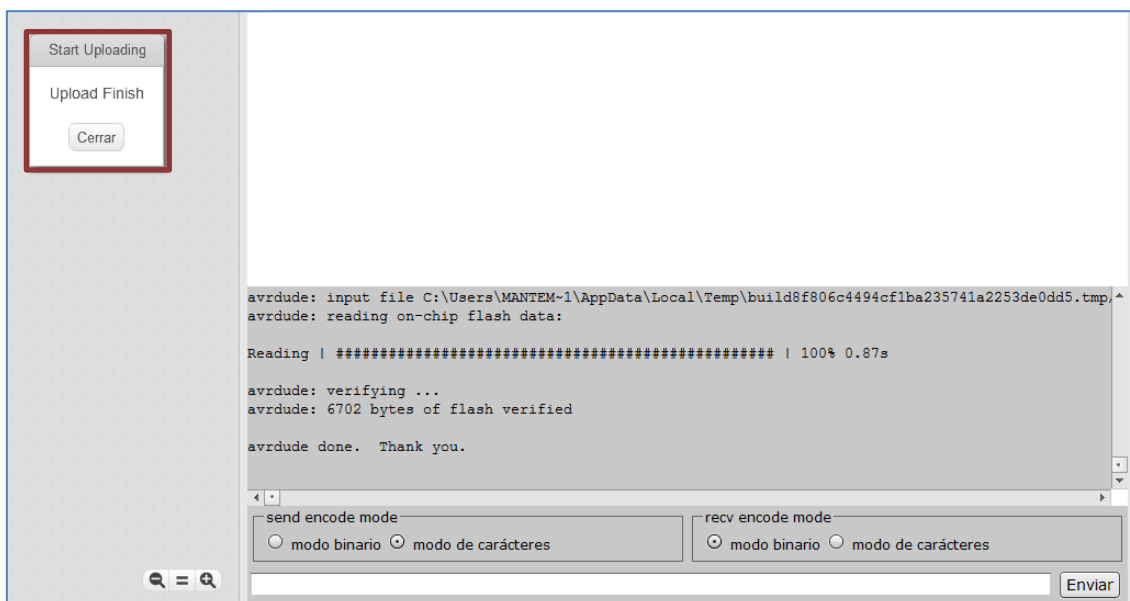 Start Uploading
Upload Finish
Cerrar
avrdude: input file C:\Users\MANTEM~1\AppData\Local\Temp\build8f806c4494cf1ba235741a2253de0dd5.tmp/
avrdude: reading on-chip flash data:
Reading | ################################################## | 100% 0.87s
avrdude: verifying ...
avrdude: 6702 bytes of flash verified
avrdude done.  Thank you.
send encode mode
modo binario modo de carácteres
recv encode mode
modo binario modo de carácteres
Enviar